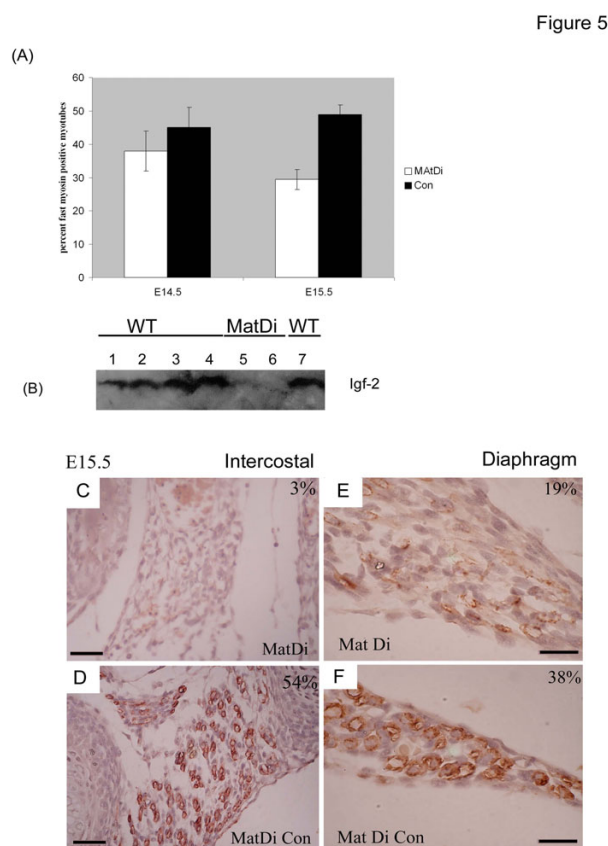 Figure 5
(A)
60
50
40
30
20
10
0
percent fast myosin positive myotubes
E14.5
E15.5
MAtDi
Con
WT MatDi WT
1 2 3 4 5 6 7
(B)
Igf-2
E15.5 Intercostal Diaphragm
C
3%
MatDi
E
19%
Mat Di
D
54%
MatDi Con
F
38%
Mat Di Con